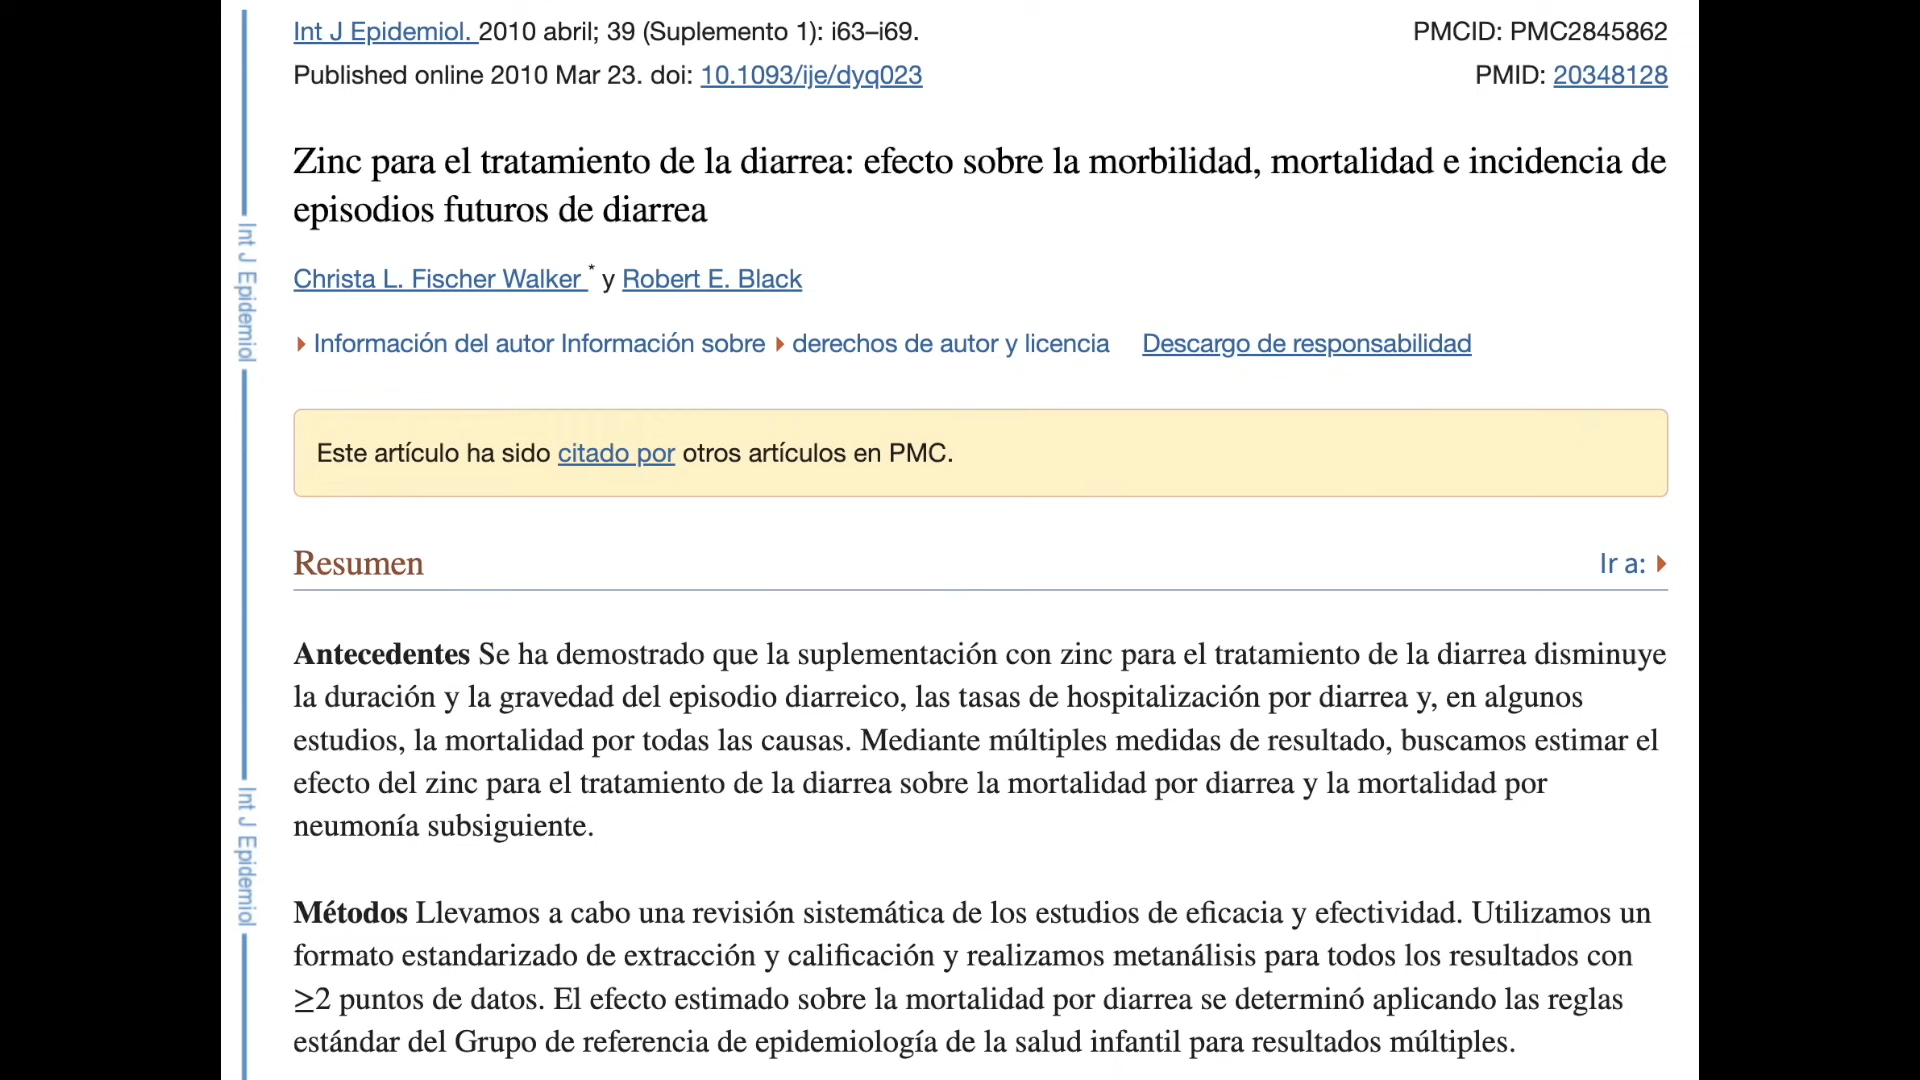 Int J Epidemiol. 2010 abril; 39 (Suplemento 1): i63–i69.
PMCID: PMC2845862
Published online 2010 Mar 23. doi: 10.1093/ije/dyq023
PMID: 20348128
Zinc para el tratamiento de la diarrea: efecto sobre la morbilidad, mortalidad e incidencia de
episodios futuros de diarrea
Christa L. Fischer Walker * y Robert E. Black
Información del autor Información sobre derechos de autor y licencia Descargo de responsabilidad
Este artículo ha sido citado por otros artículos en PMC.
Resumen
Ir a:
Antecedentes Se ha demostrado que la suplementación con zinc para el tratamiento de la diarrea disminuye
la duración y la gravedad del episodio diarreico, las tasas de hospitalización por diarrea y, en algunos
estudios, la mortalidad por todas las causas. Mediante múltiples medidas de resultado, buscamos estimar el
efecto del zinc para el tratamiento de la diarrea sobre la mortalidad por diarrea y la mortalidad por
neumonía subsiguiente.
Métodos Llevamos a cabo una revisión sistemática de los estudios de eficacia y efectividad. Utilizamos un
formato estandarizado de extracción y calificación y realizamos metanálisis para todos los resultados con
≥2 puntos de datos. El efecto estimado sobre la mortalidad por diarrea se determinó aplicando las reglas
estándar del Grupo de referencia de epidemiología de la salud infantil para resultados múltiples.
Int J Epidemiol
Int J Epidemiol